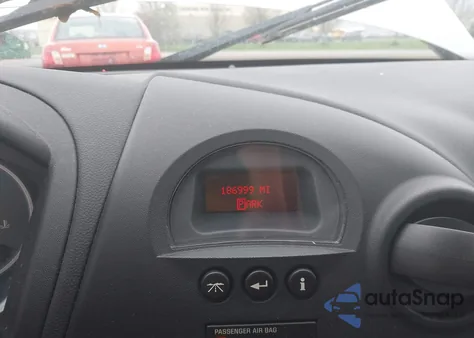 186999 MI
PARK
i
PASSENGER AIR BAG
autoSnap